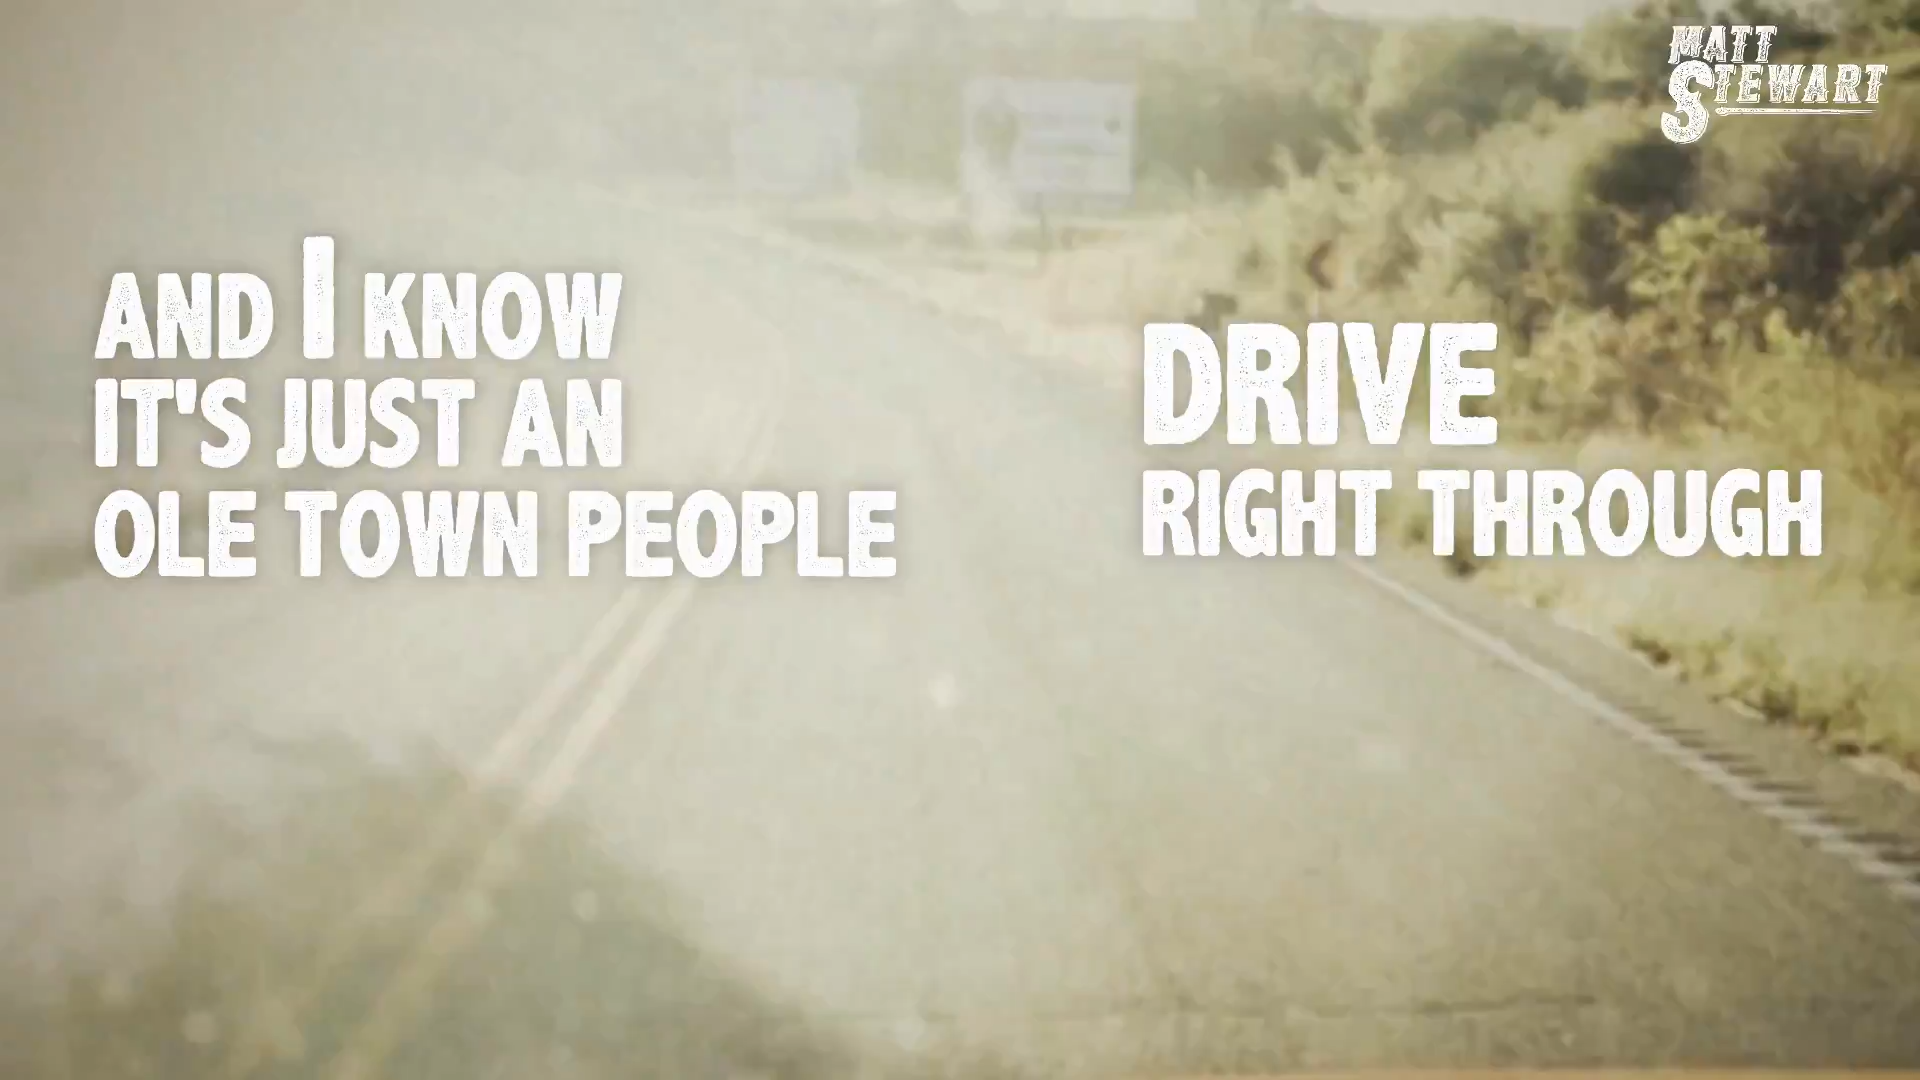 MATT
STEWART
AND I KNOW
IT'S JUST AN
OLE TOWN PEOPLE
DRIVE
RIGHT THROUGH